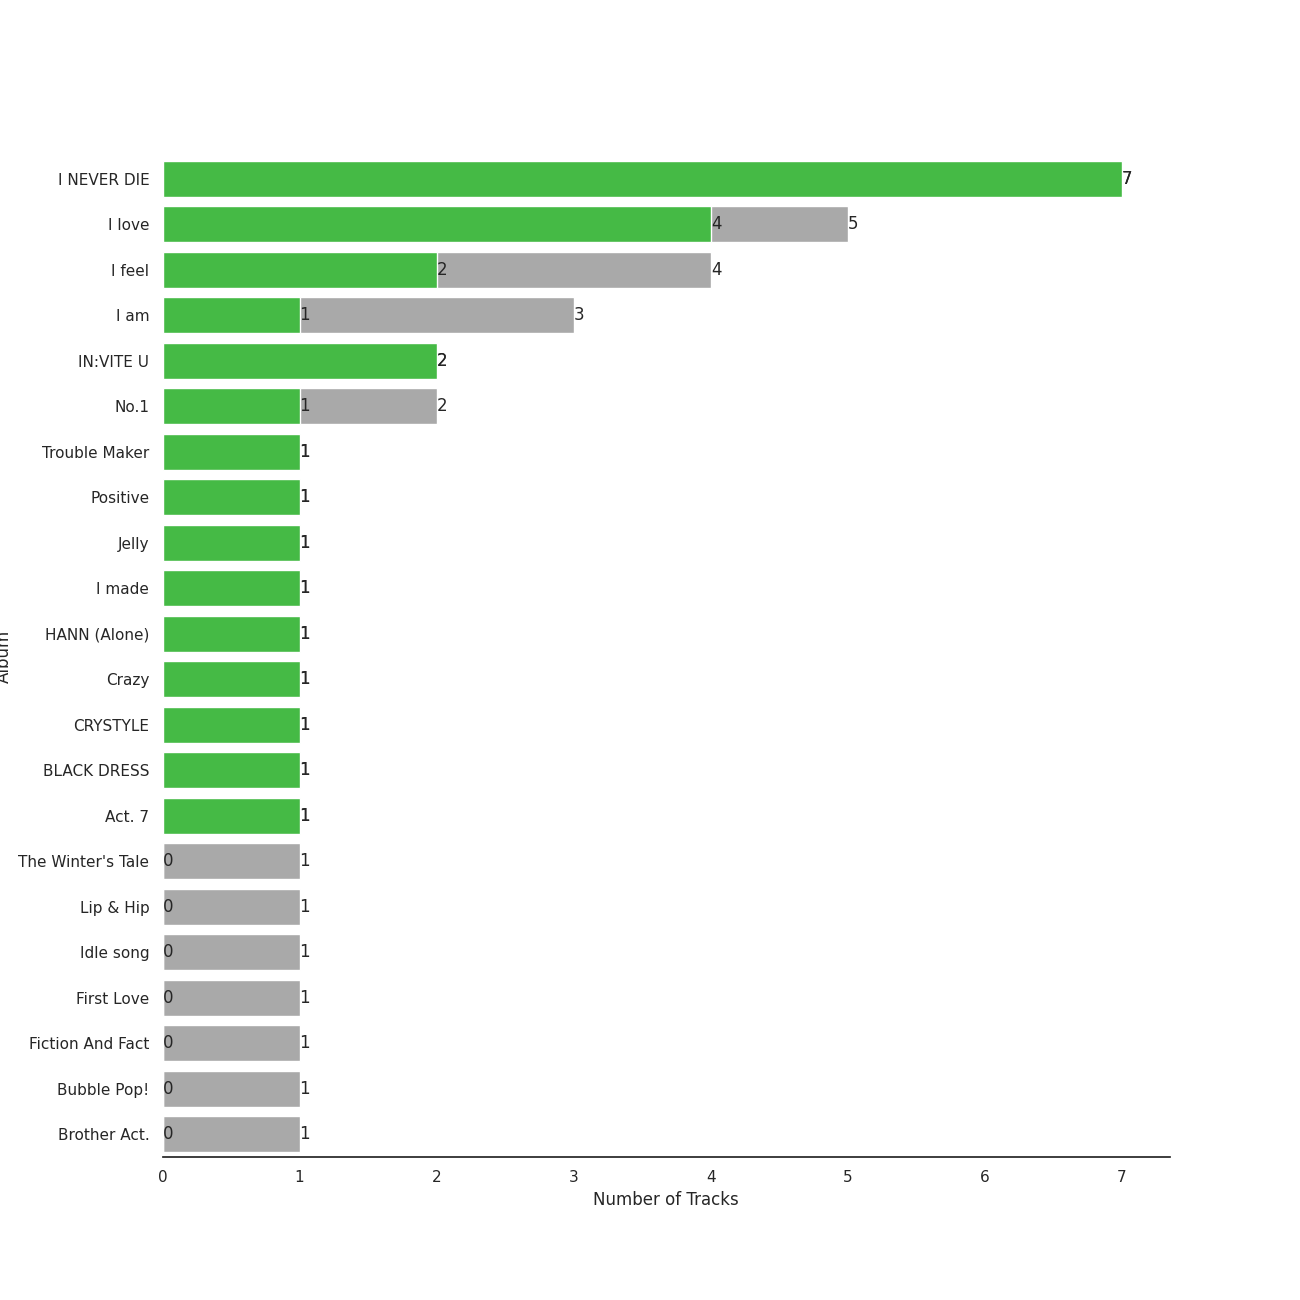 I NEVER DIE 7
I love 4 5
I feel 2 4
I am 1 3
IN:VITE U 2
No.1 1 2
Trouble Maker 1
Positive 1
Jelly 1
I made 1
HANN (Alone) 1
Crazy 1
CRYSTYLE 1
BLACK DRESS 1
Act. 7 1
The Winter's Tale 0 1
Lip & Hip 0 1
Idle song 0 1
First Love 0 1
Fiction And Fact 0 1
Bubble Pop! 0 1
Brother Act. 0 1
Album
0 1 2 3 4 5 6 7
Number of Tracks